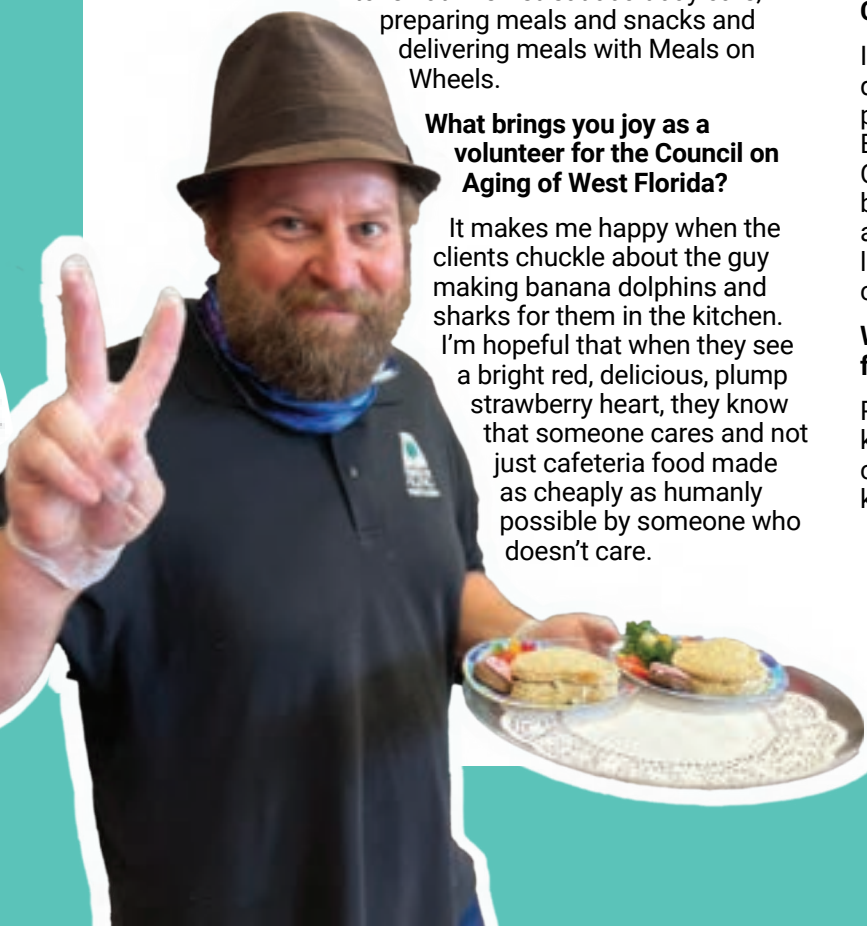 preparing meals and snacks and
delivering meals with Meals on
Wheels.
What brings you joy as a
volunteer for the Council on
Aging of West Florida?
It makes me happy when the
clients chuckle about the guy
making banana dolphins and
sharks for them in the kitchen.
I'm hopeful that when they see
a bright red, delicious, plump
strawberry heart, they know
that someone cares and not
just cafeteria food made
as cheaply as humanly
possible by someone who
doesn't care.